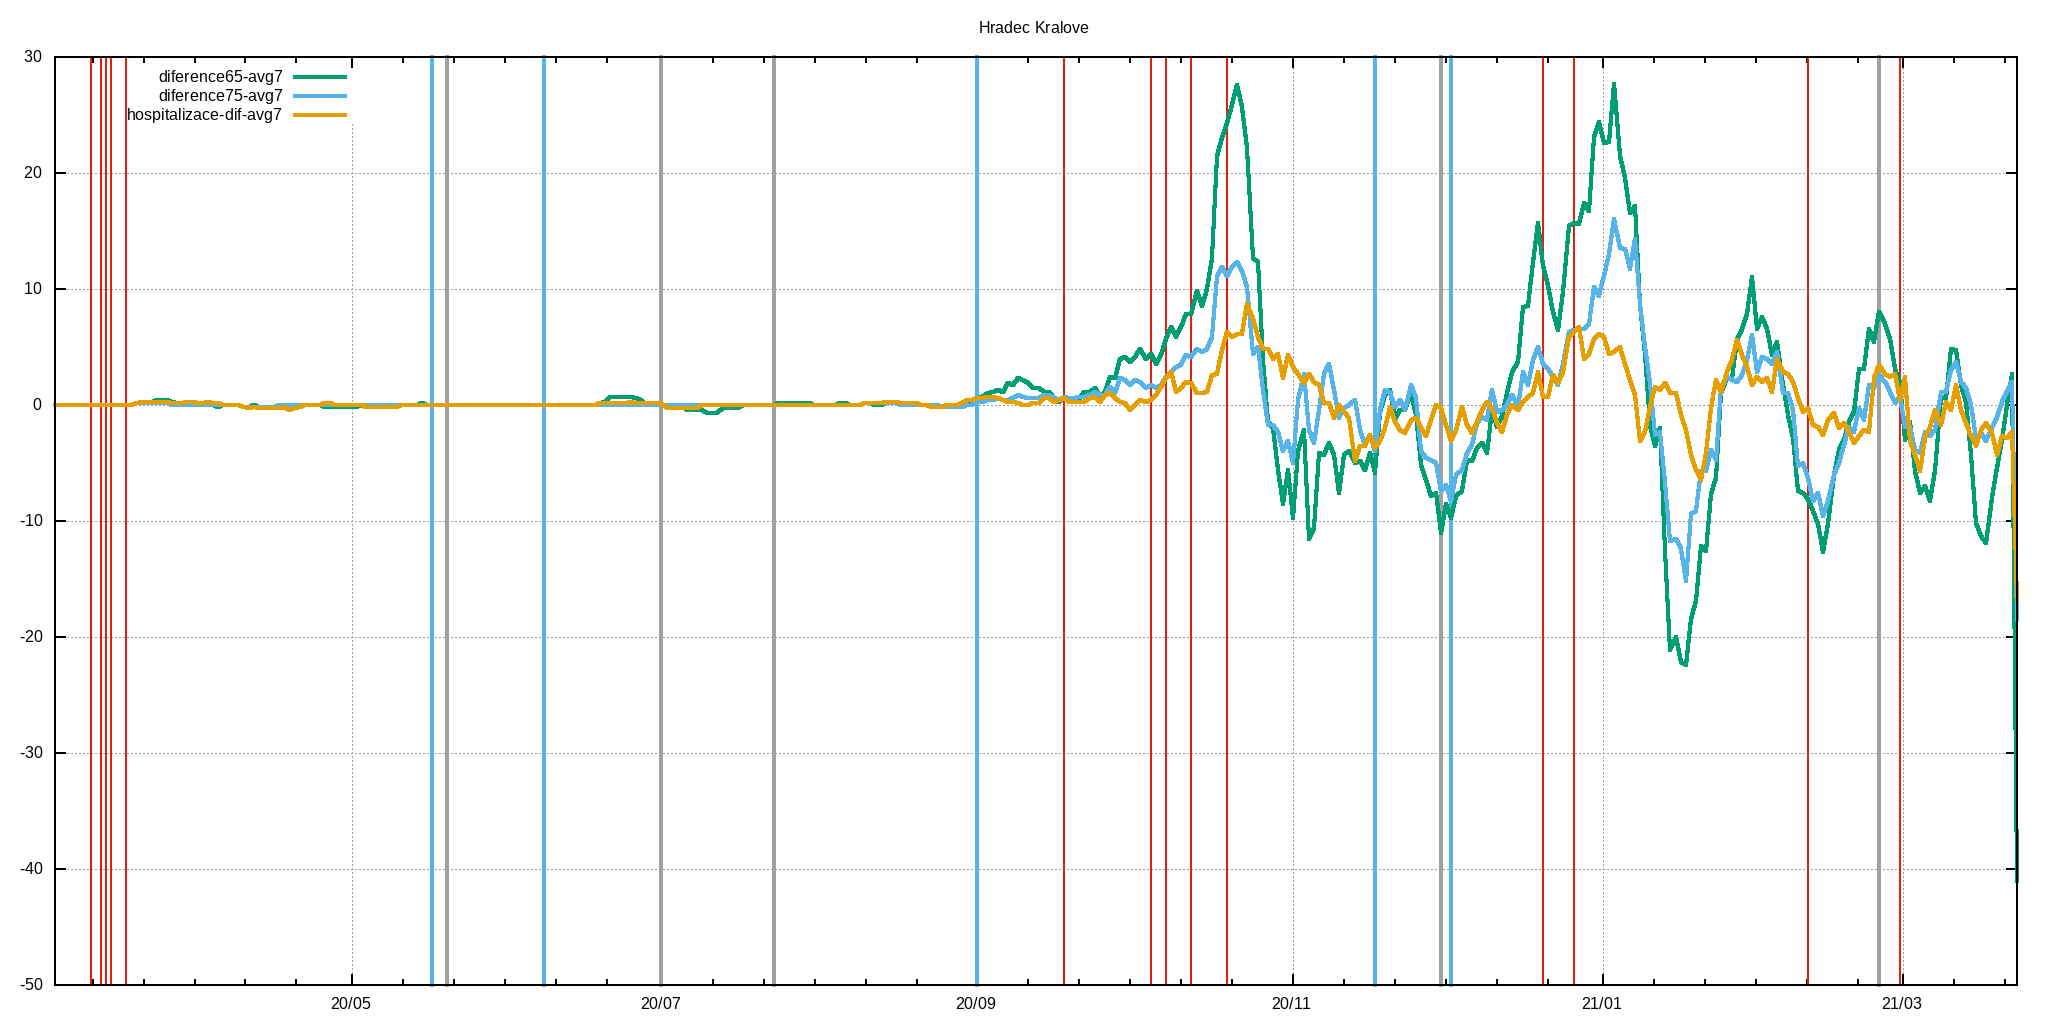 Hradec Kralove
30
diference65-avg7
diference75-avg7
hospitalizace-dif-avg7
20
10
0
-10
-20
-30
-40
-50
20/05 20/07 20/09 20/11 21/01 21/03